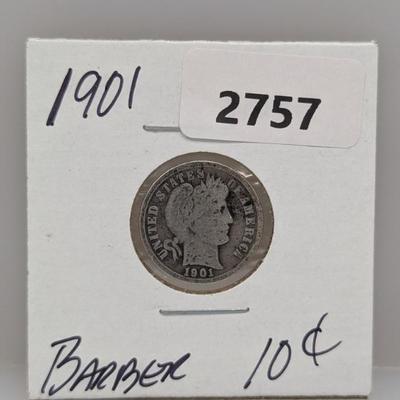 1901
2757
UNITED STATES OF AMERICA
1901
BARBER 10¢